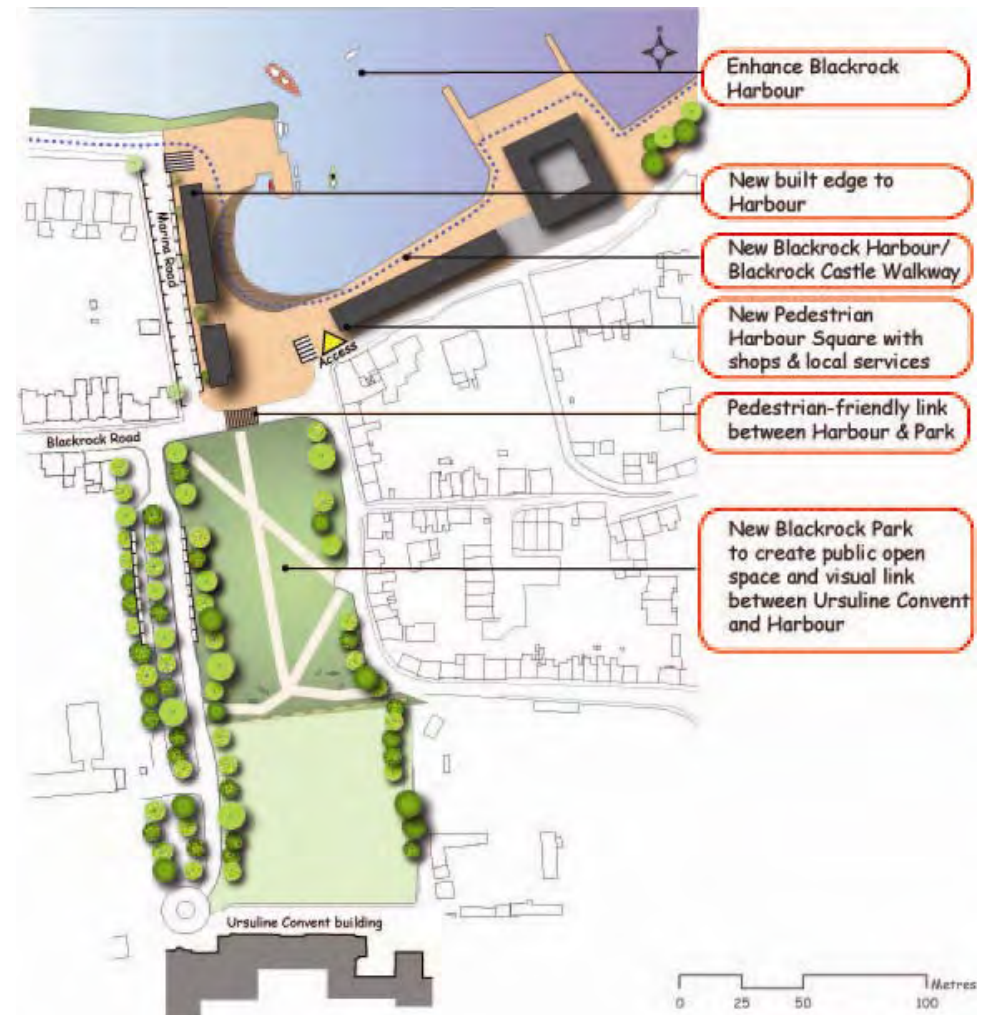 N
Enhance Blackrock
Harbour
New built edge to
Harbour
Marina Road
New Blackrock Harbour/
Blackrock Castle Walkway
New Pedestrian
Harbour Square with
shops & local services
Access
Pedestrian-friendly link
between Harbour & Park
Blackrock Road
New Blackrock Park
to create public open
space and visual link
between Ursuline Convent
and Harbour
Ursuline Convent building
Metres
0 25 50 100